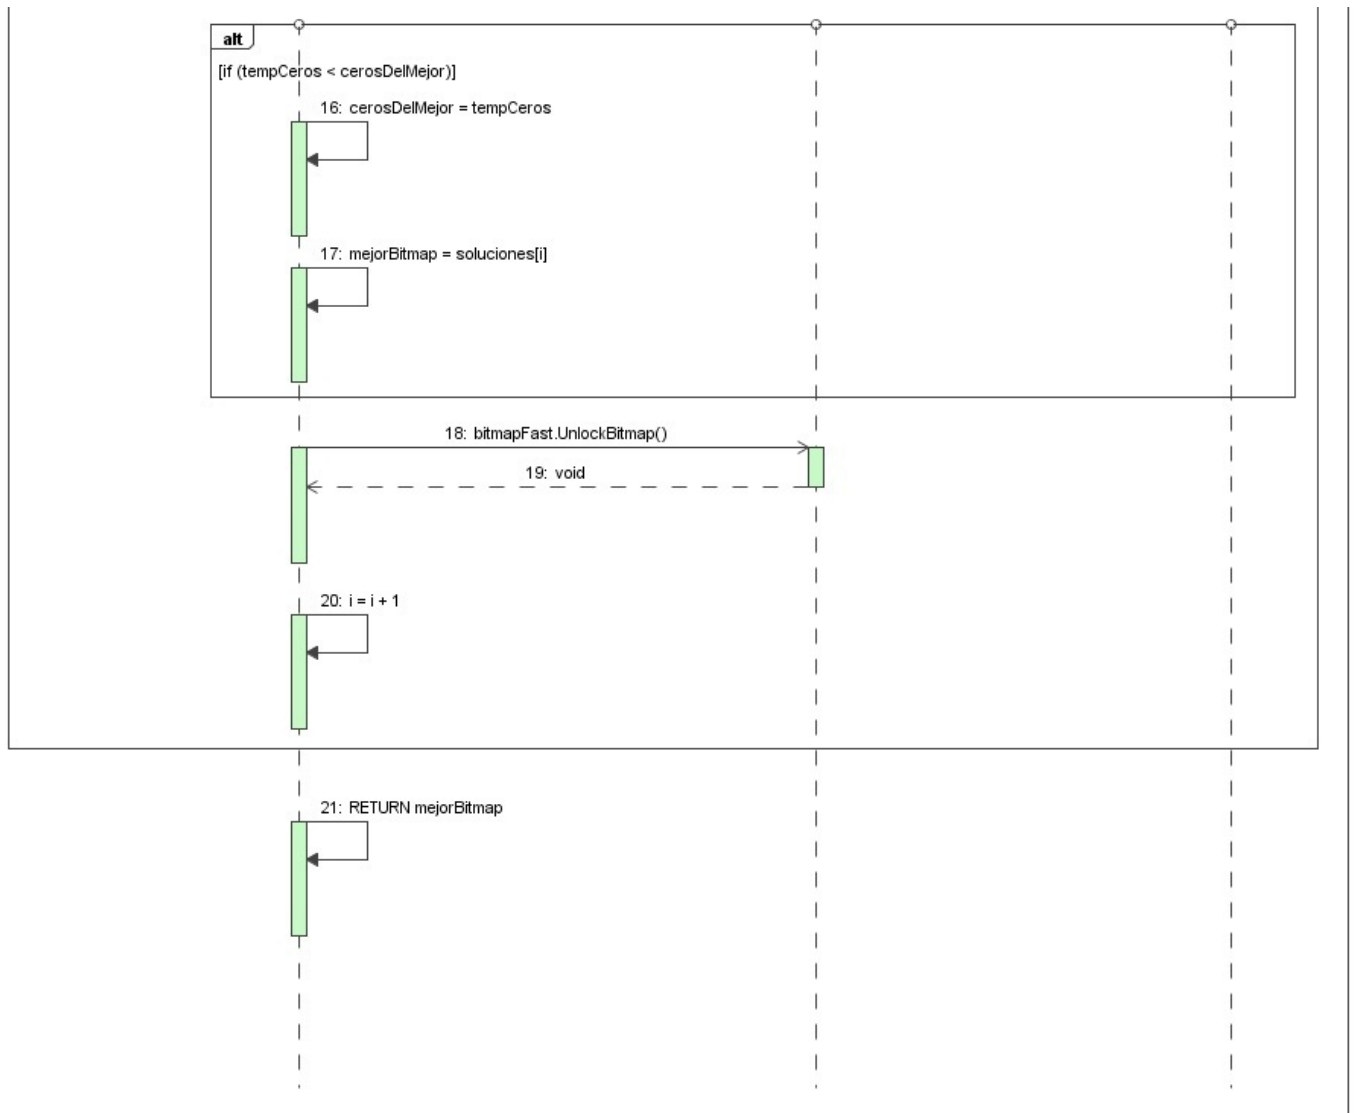 alt
[if (tempCeros < cerosDelMejor)]
16: cerosDelMejor = tempCeros
17: mejorBitmap = soluciones[i]
18: bitmapFast.UnlockBitmap()
19: void
20: i = i + 1
21: RETURN mejorBitmap